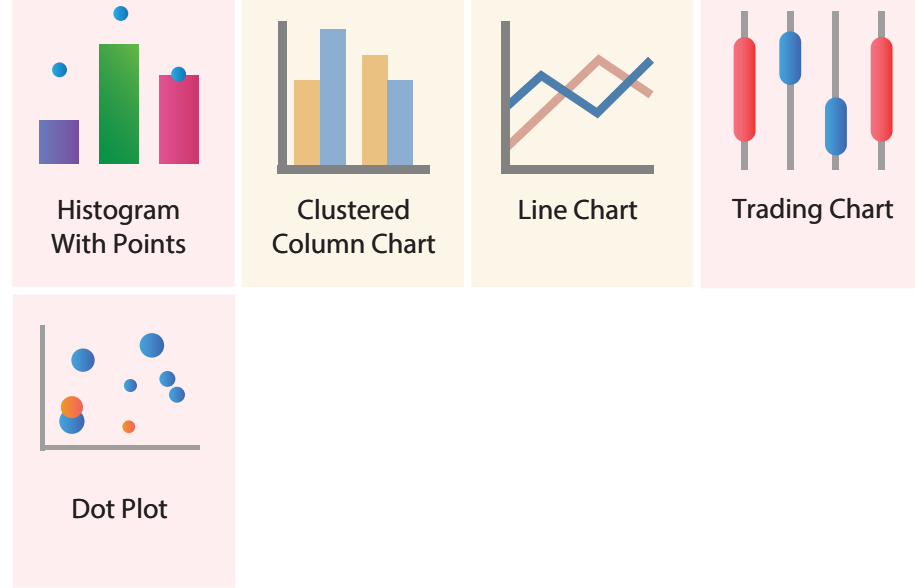 Histogram
With Points
Clustered
Column Chart
Line Chart
Trading Chart
Dot Plot